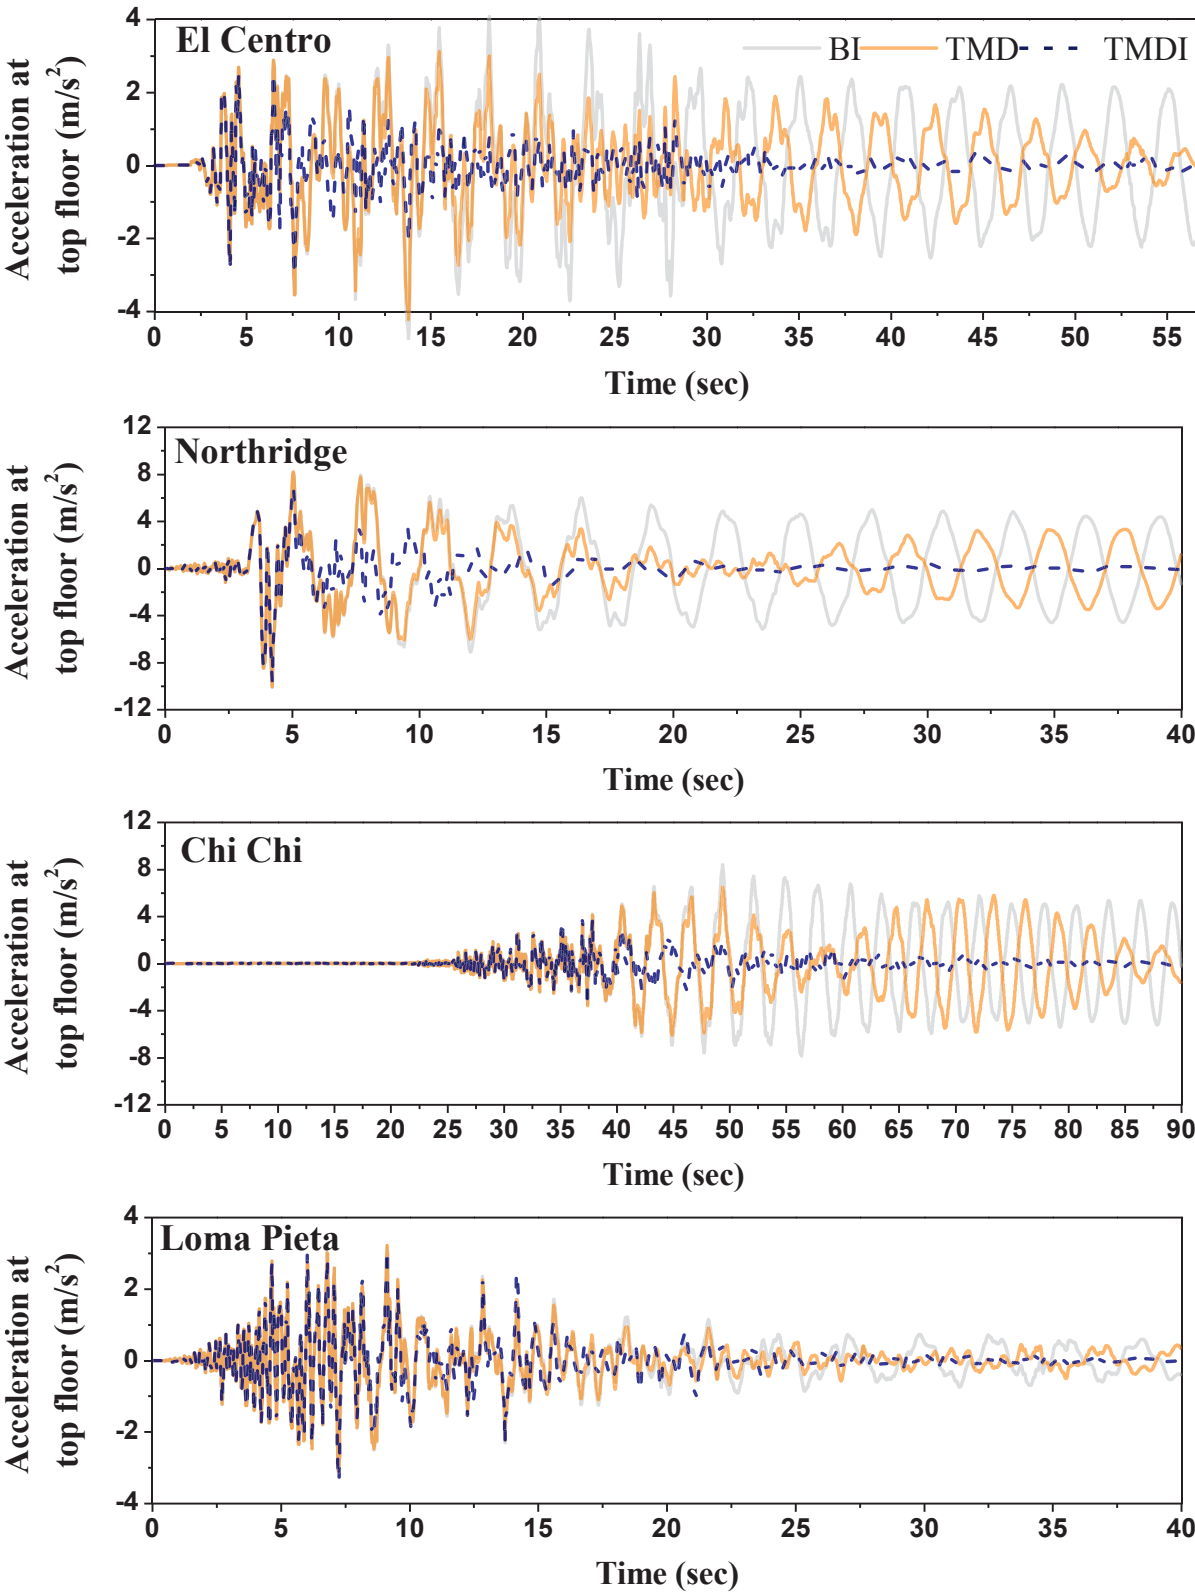 El Centro
BI TMD TMDI
Acceleration at
top floor (m/s²)
4
2
0
-2
-4
0 5 10 15 20 25 30 35 40 45 50 55
Time (sec)
Northridge
Acceleration at
top floor (m/s²)
12
8
4
0
-4
-8
-12
0 5 10 15 20 25 30 35 40
Time (sec)
Chi Chi
Acceleration at
top floor (m/s²)
12
8
4
0
-4
-8
-12
0 5 10 15 20 25 30 35 40 45 50 55 60 65 70 75 80 85 90
Time (sec)
Loma Pieta
Acceleration at
top floor (m/s²)
4
2
0
-2
-4
0 5 10 15 20 25 30 35 40
Time (sec)